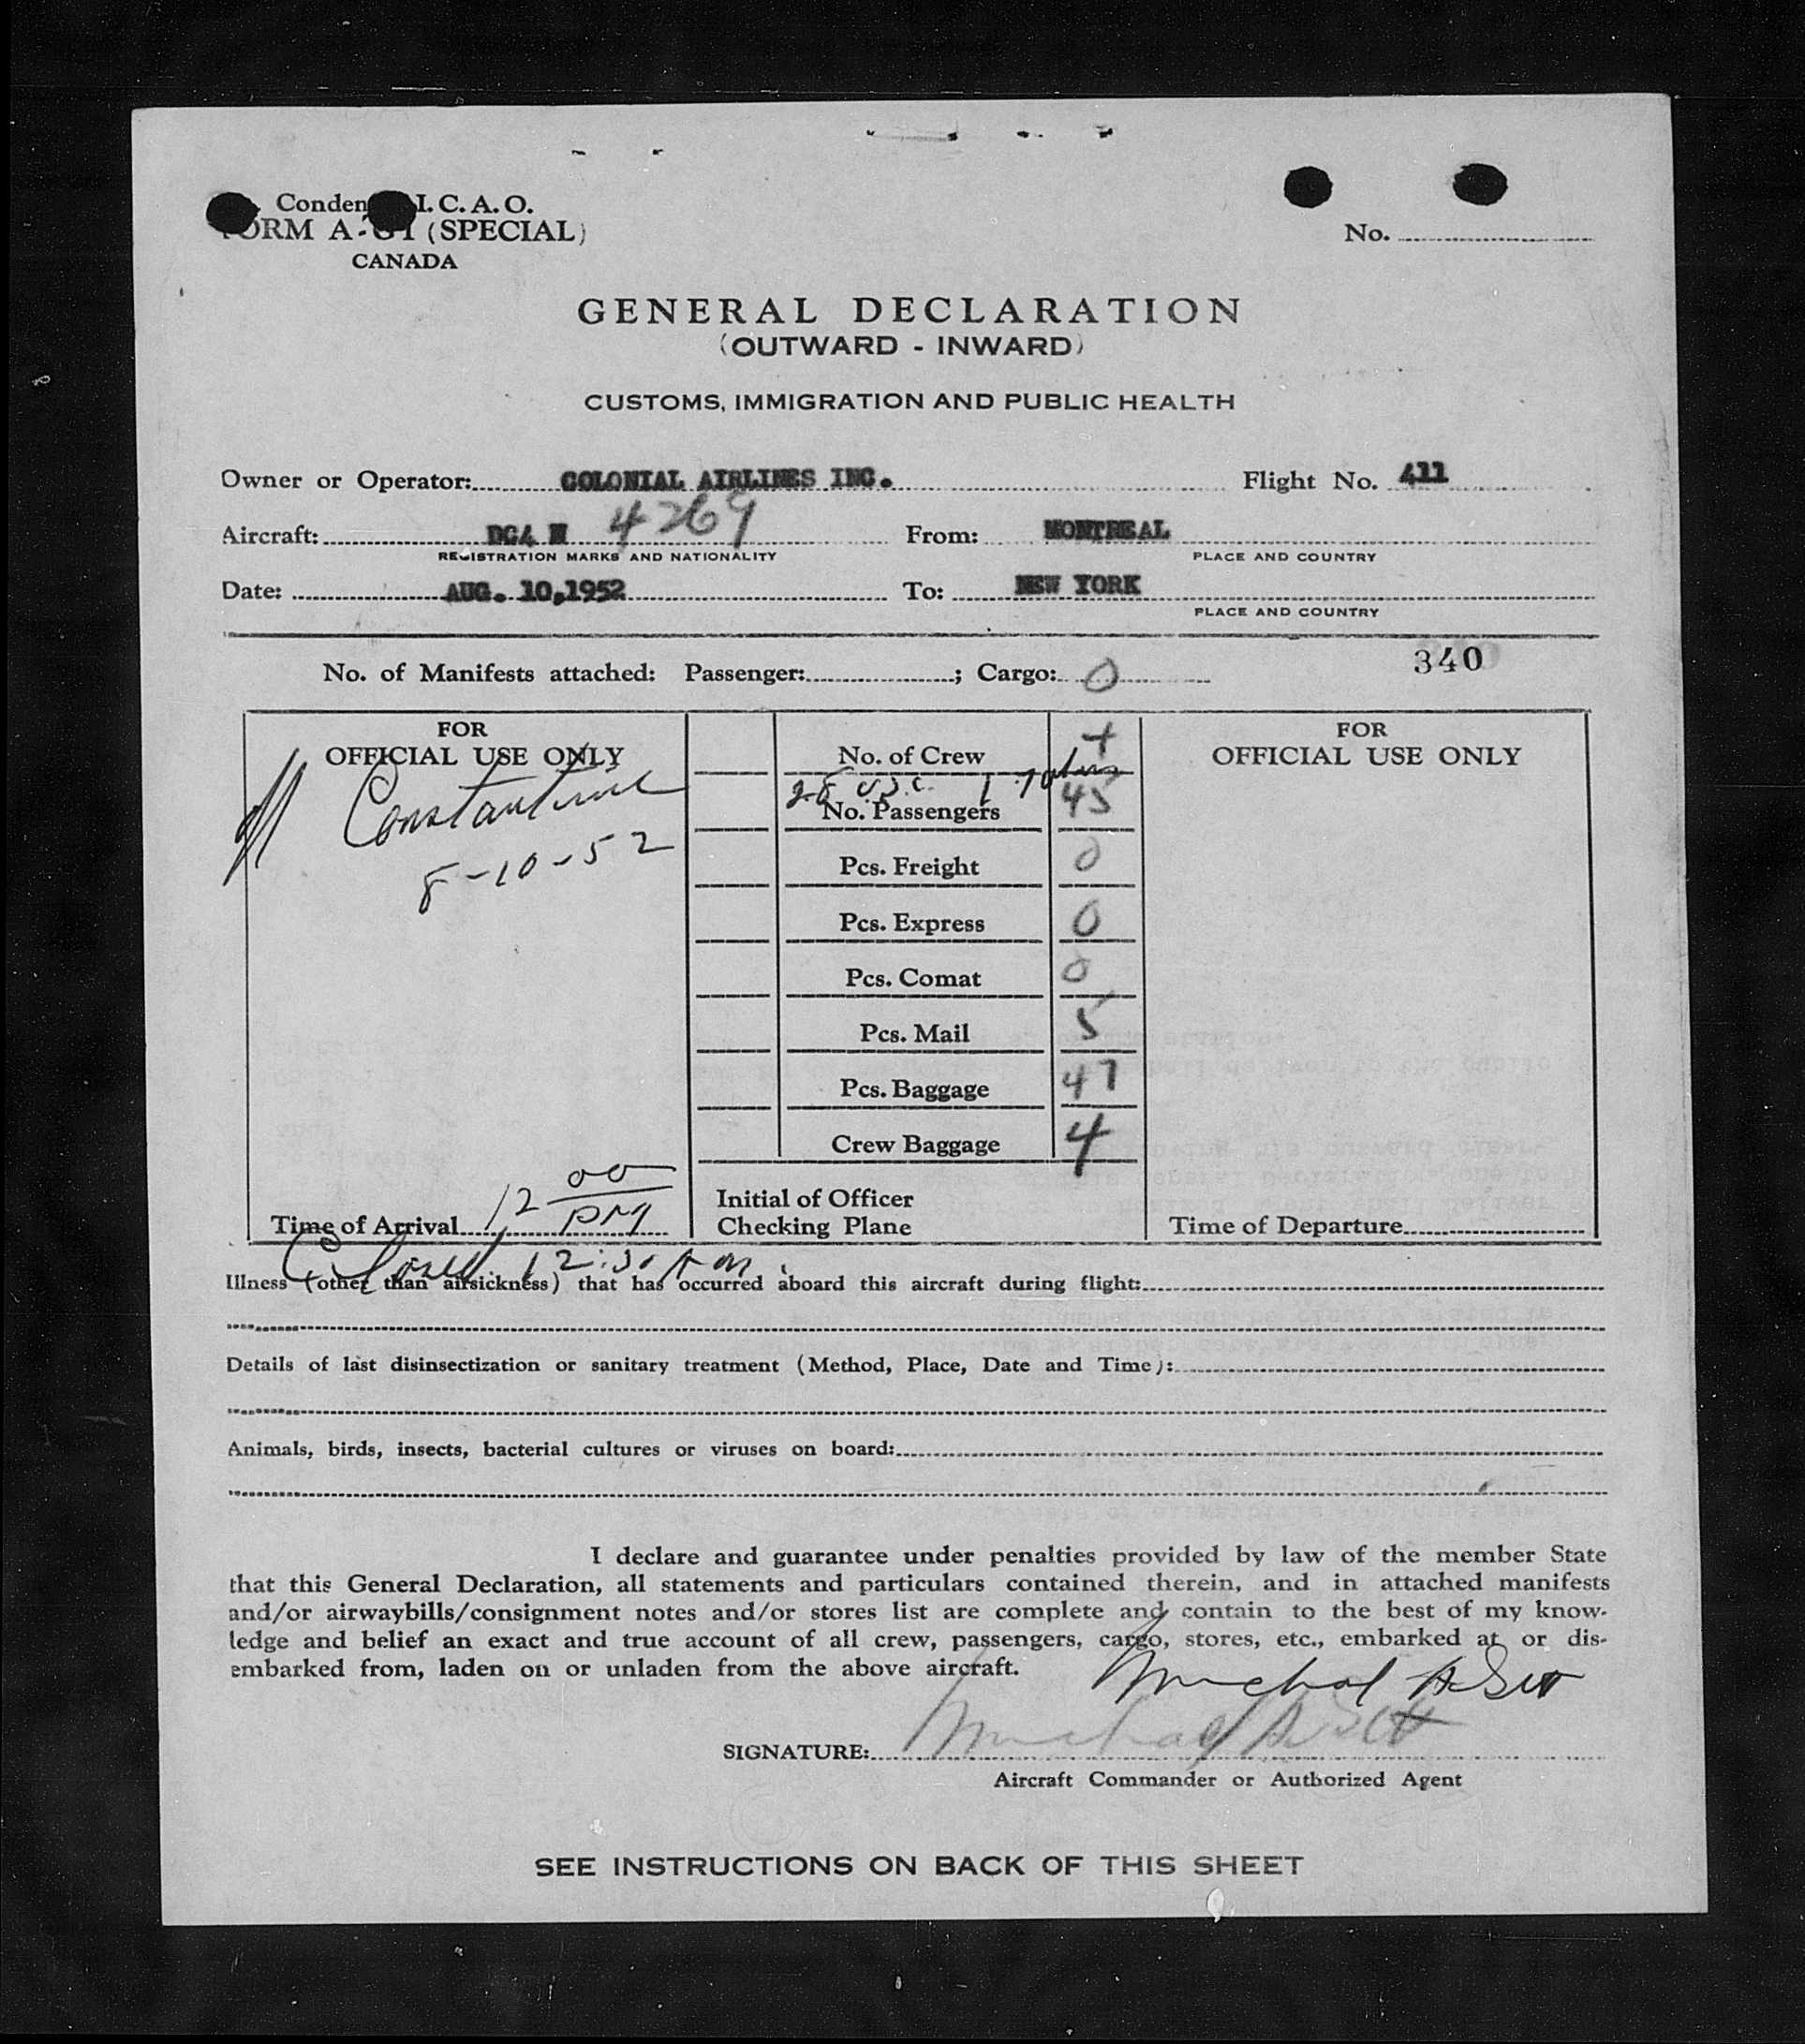 Conden I.C.A.O.
FORM A- (SPECIAL)
CANADA
No.
GENERAL DECLARATION
(OUTWARD - INWARD)
CUSTOMS, IMMIGRATION AND PUBLIC HEALTH
Owner or Operator: COLONIAL AIRLINES INC. Flight No. 411
Aircraft: DC4 N 4269 From: MONTREAL
REGISTRATION MARKS AND NATIONALITY PLACE AND COUNTRY
Date: AUG. 10,1952 To: NEW YORK
PLACE AND COUNTRY
340
No. of Manifests attached: Passenger: ; Cargo: 0
FOR
OFFICIAL USE ONLY
Constantine
8-10-52
Time of Arrival 12 00 PM
No. of Crew 4
28 U.S.C. 17
No. Passengers 45
Pcs. Freight 0
Pcs. Express 0
Pcs. Comat 0
Pcs. Mail 5
Pcs. Baggage 47
Crew Baggage 4
Initial of Officer
Checking Plane
FOR
OFFICIAL USE ONLY
Time of Departure
Closed 12:30
Illness (other than airsickness) that has occurred aboard this aircraft during flight:
Details of last disinsectization or sanitary treatment (Method, Place, Date and Time):
Animals, birds, insects, bacterial cultures or viruses on board:
I declare and guarantee under penalties provided by law of the member State
that this General Declaration, all statements and particulars contained therein, and in attached manifests
and/or airwaybills/consignment notes and/or stores list are complete and contain to the best of my know-
ledge and belief an exact and true account of all crew, passengers, cargo, stores, etc., embarked at or dis-
embarked from, laden on or unladen from the above aircraft.
SIGNATURE:
Aircraft Commander or Authorized Agent
SEE INSTRUCTIONS ON BACK OF THIS SHEET